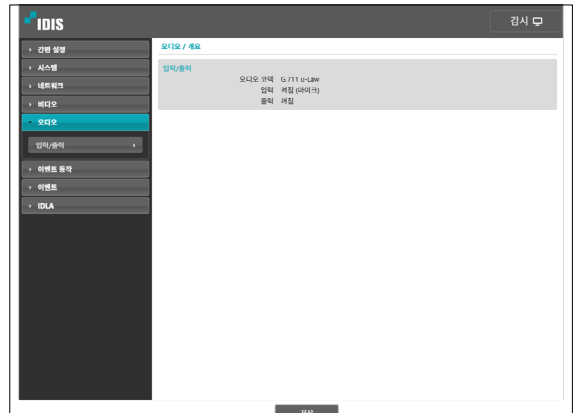 IDIS
감시
간편 설정
시스템
네트워크
비디오
오디오
입력/출력
이벤트 동작
이벤트
IDLA
오디오 / 개요
입력/출력
오디오 코덱 G.711 u-Law
입력 켜짐 (마이크)
출력 꺼짐
저장